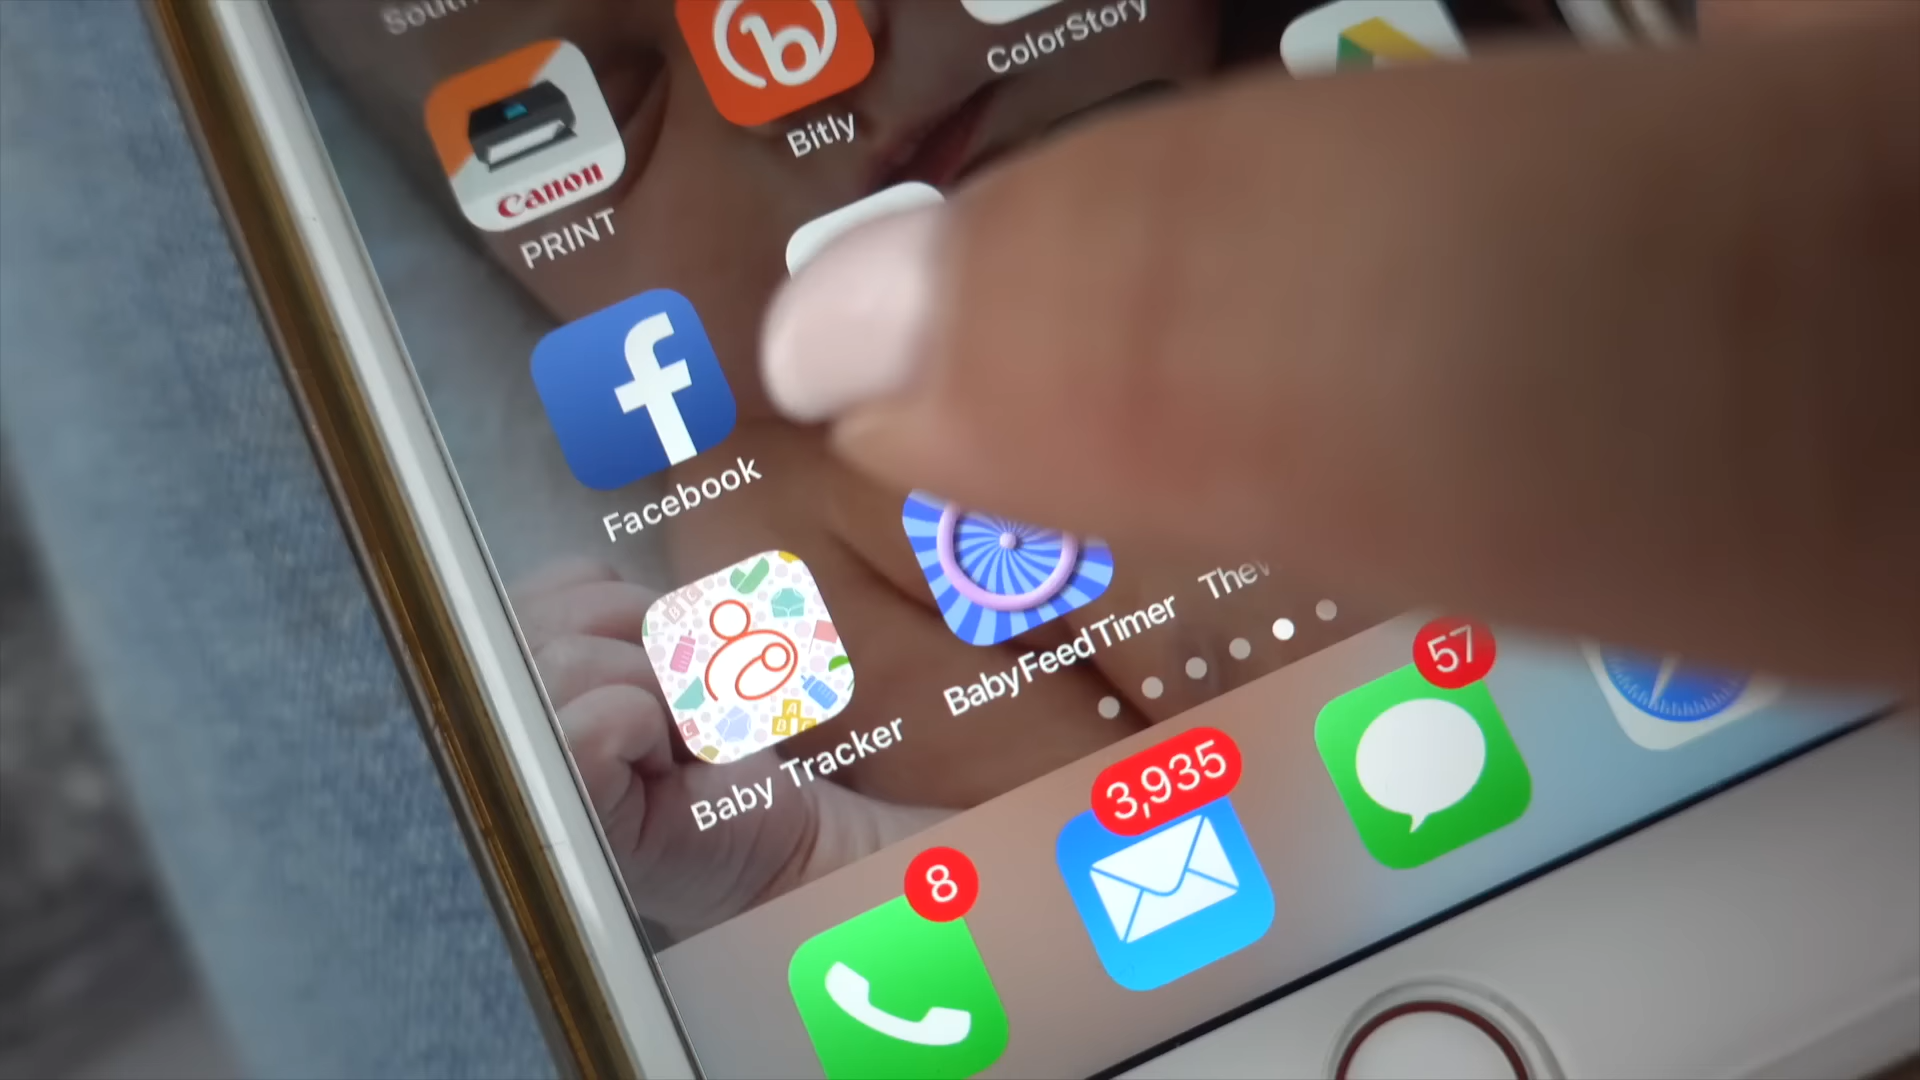 ColorStory
Bitly
Canon
PRINT
Facebook
BabyFeedTimer
Baby Tracker
57
3,935
8